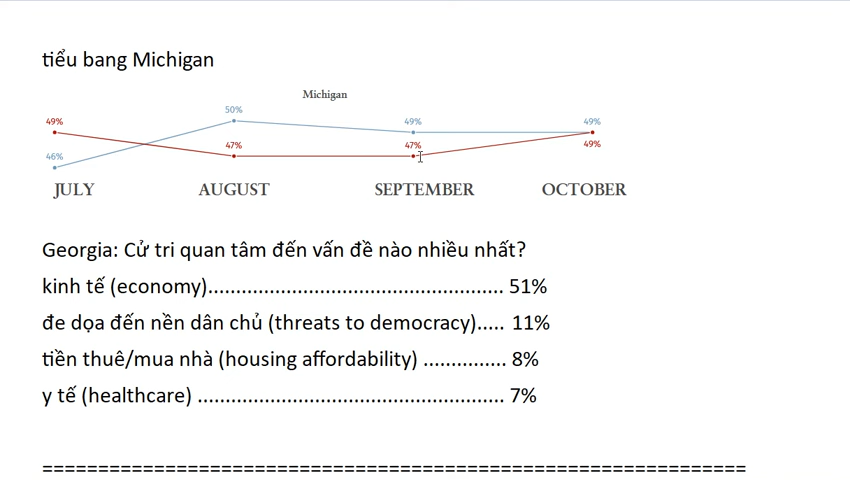 tiểu bang Michigan
Michigan
49% 50% 49% 49%
46% 47% 47% 49%
JULY AUGUST SEPTEMBER OCTOBER
Georgia: Cử tri quan tâm đến vấn đề nào nhiều nhất?
kinh tế (economy)..................................................... 51%
đe dọa đến nền dân chủ (threats to democracy)..... 11%
tiền thuê/mua nhà (housing affordability) ............... 8%
y tế (healthcare) ....................................................... 7%
===============================================================